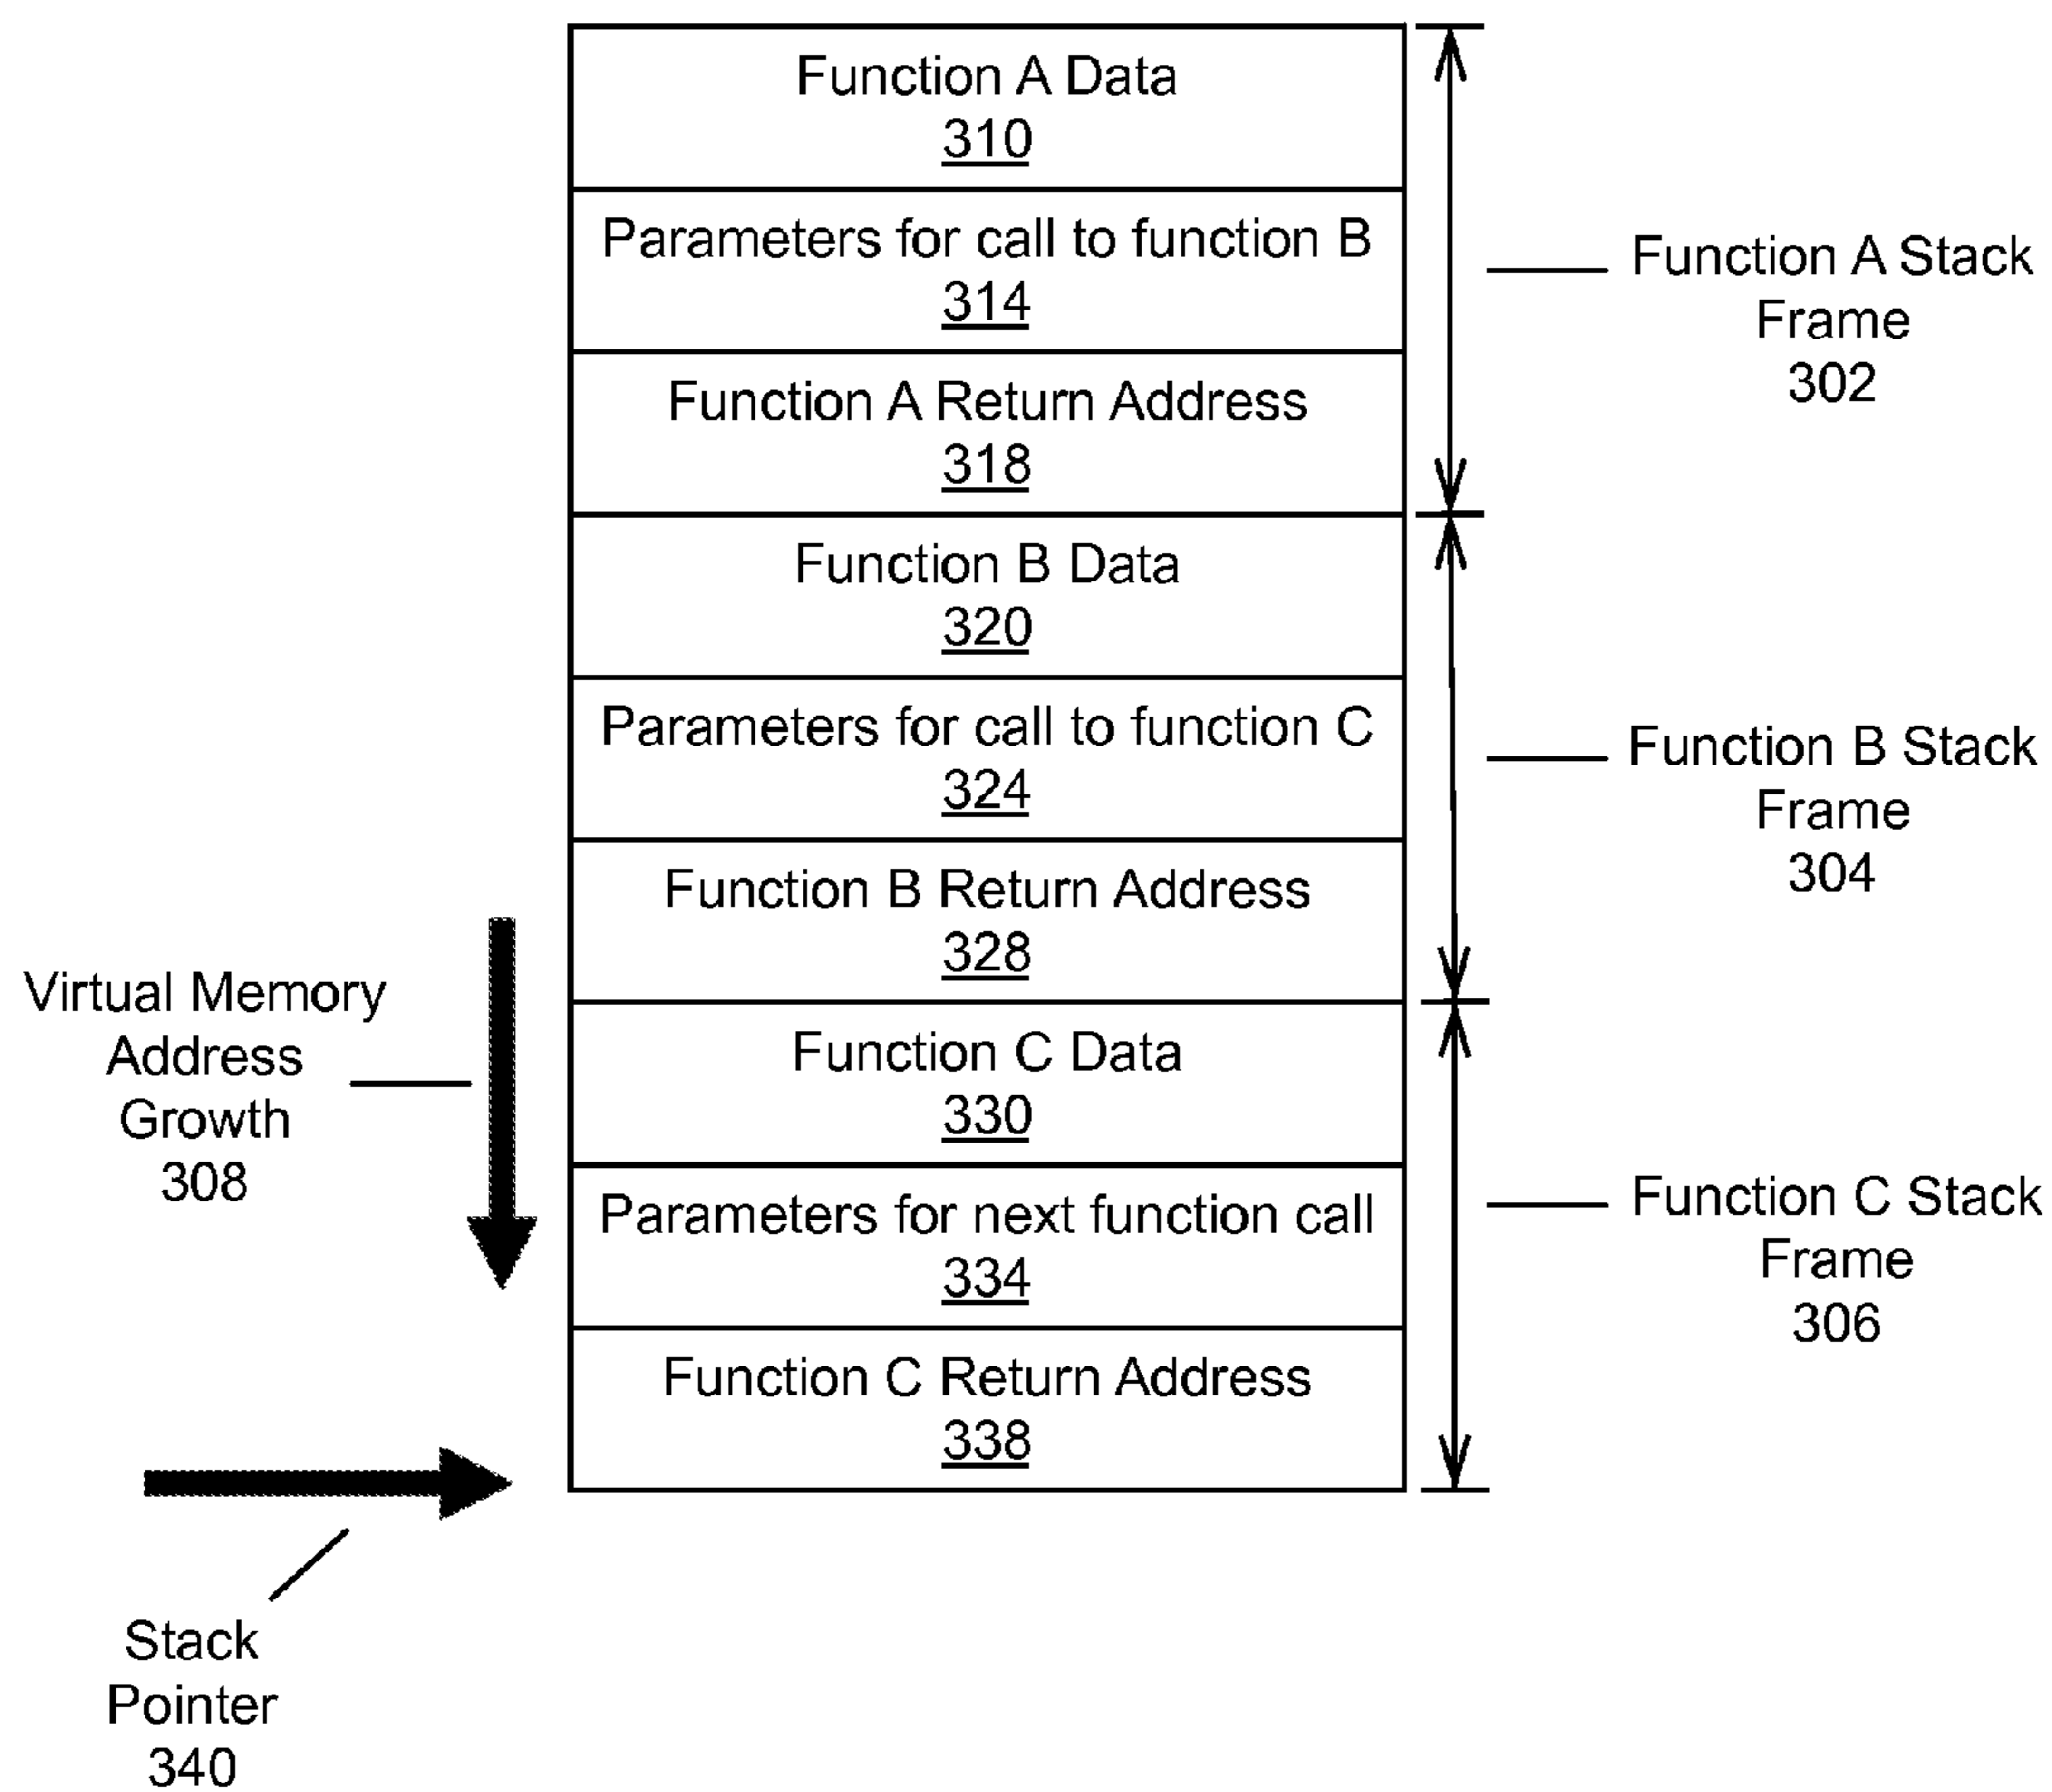 Function A Data
310
Parameters for call to function B
314
Function A Return Address
318
Function B Data
320
Parameters for call to function C
324
Function B Return Address
328
Function C Data
330
Parameters for next function call
334
Function C Return Address
338
Function A Stack
Frame
302
Function B Stack
Frame
304
Function C Stack
Frame
306
Virtual Memory
Address
Growth
308
Stack
Pointer
340